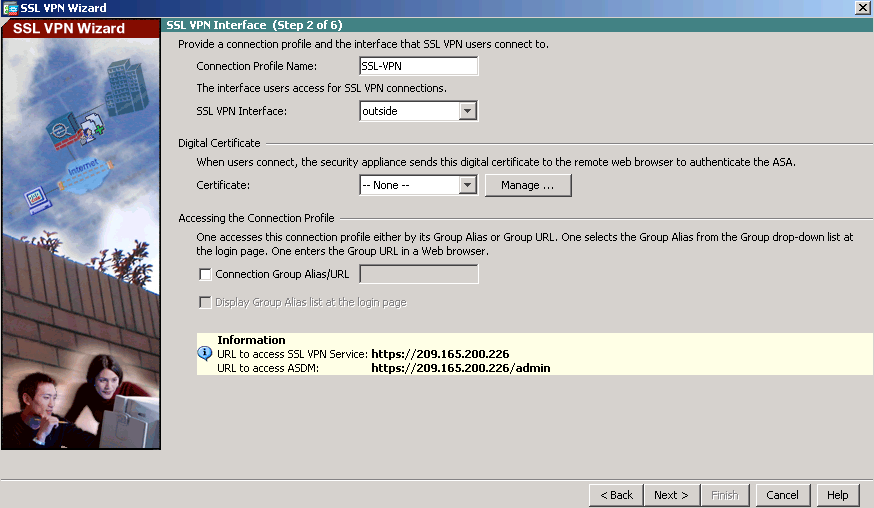 SSL VPN Wizard
SSL VPN Wizard
SSL VPN Interface (Step 2 of 6)
Provide a connection profile and the interface that SSL VPN users connect to.
Connection Profile Name: SSL-VPN
The interface users access for SSL VPN connections.
SSL VPN Interface: outside
Digital Certificate
When users connect, the security appliance sends this digital certificate to the remote web browser to authenticate the ASA.
Certificate: -- None -- Manage ...
Accessing the Connection Profile
One accesses this connection profile either by its Group Alias or Group URL. One selects the Group Alias from the Group drop-down list at
the login page. One enters the Group URL in a Web browser.
Connection Group Alias/URL
Display Group Alias list at the login page
Information
URL to access SSL VPN Service: https://209.165.200.226
URL to access ASDM: https://209.165.200.226/admin
Internet
< Back Next > Finish Cancel Help